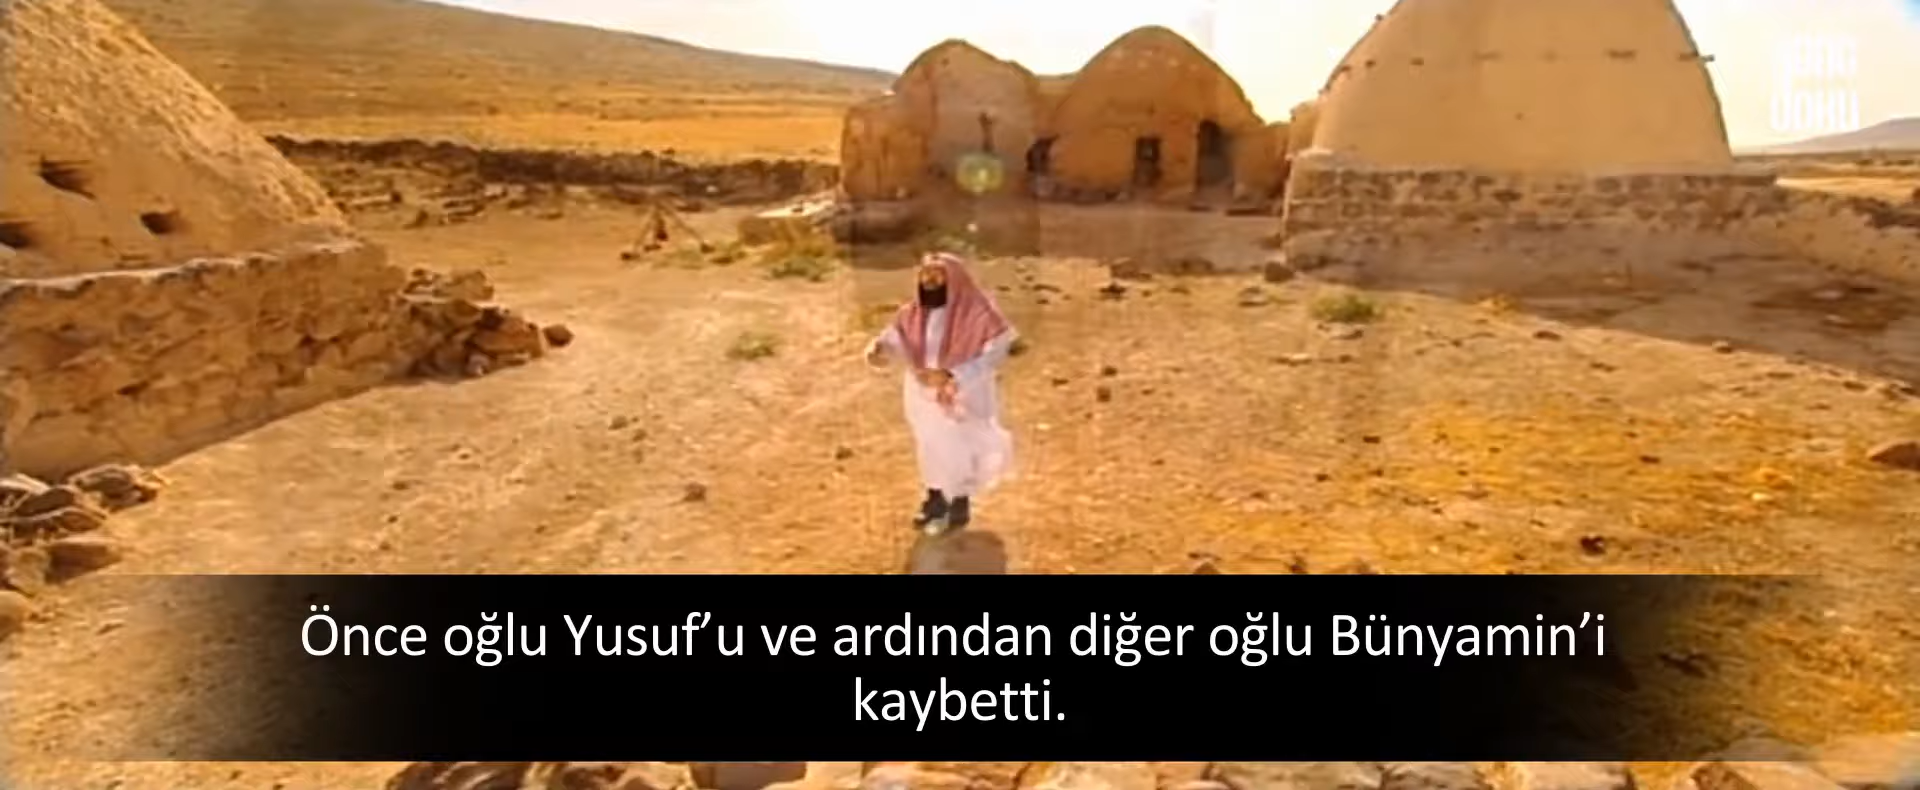 Önce oğlu Yusuf’u ve ardından diğer oğlu Bünyamin’i
kaybetti.